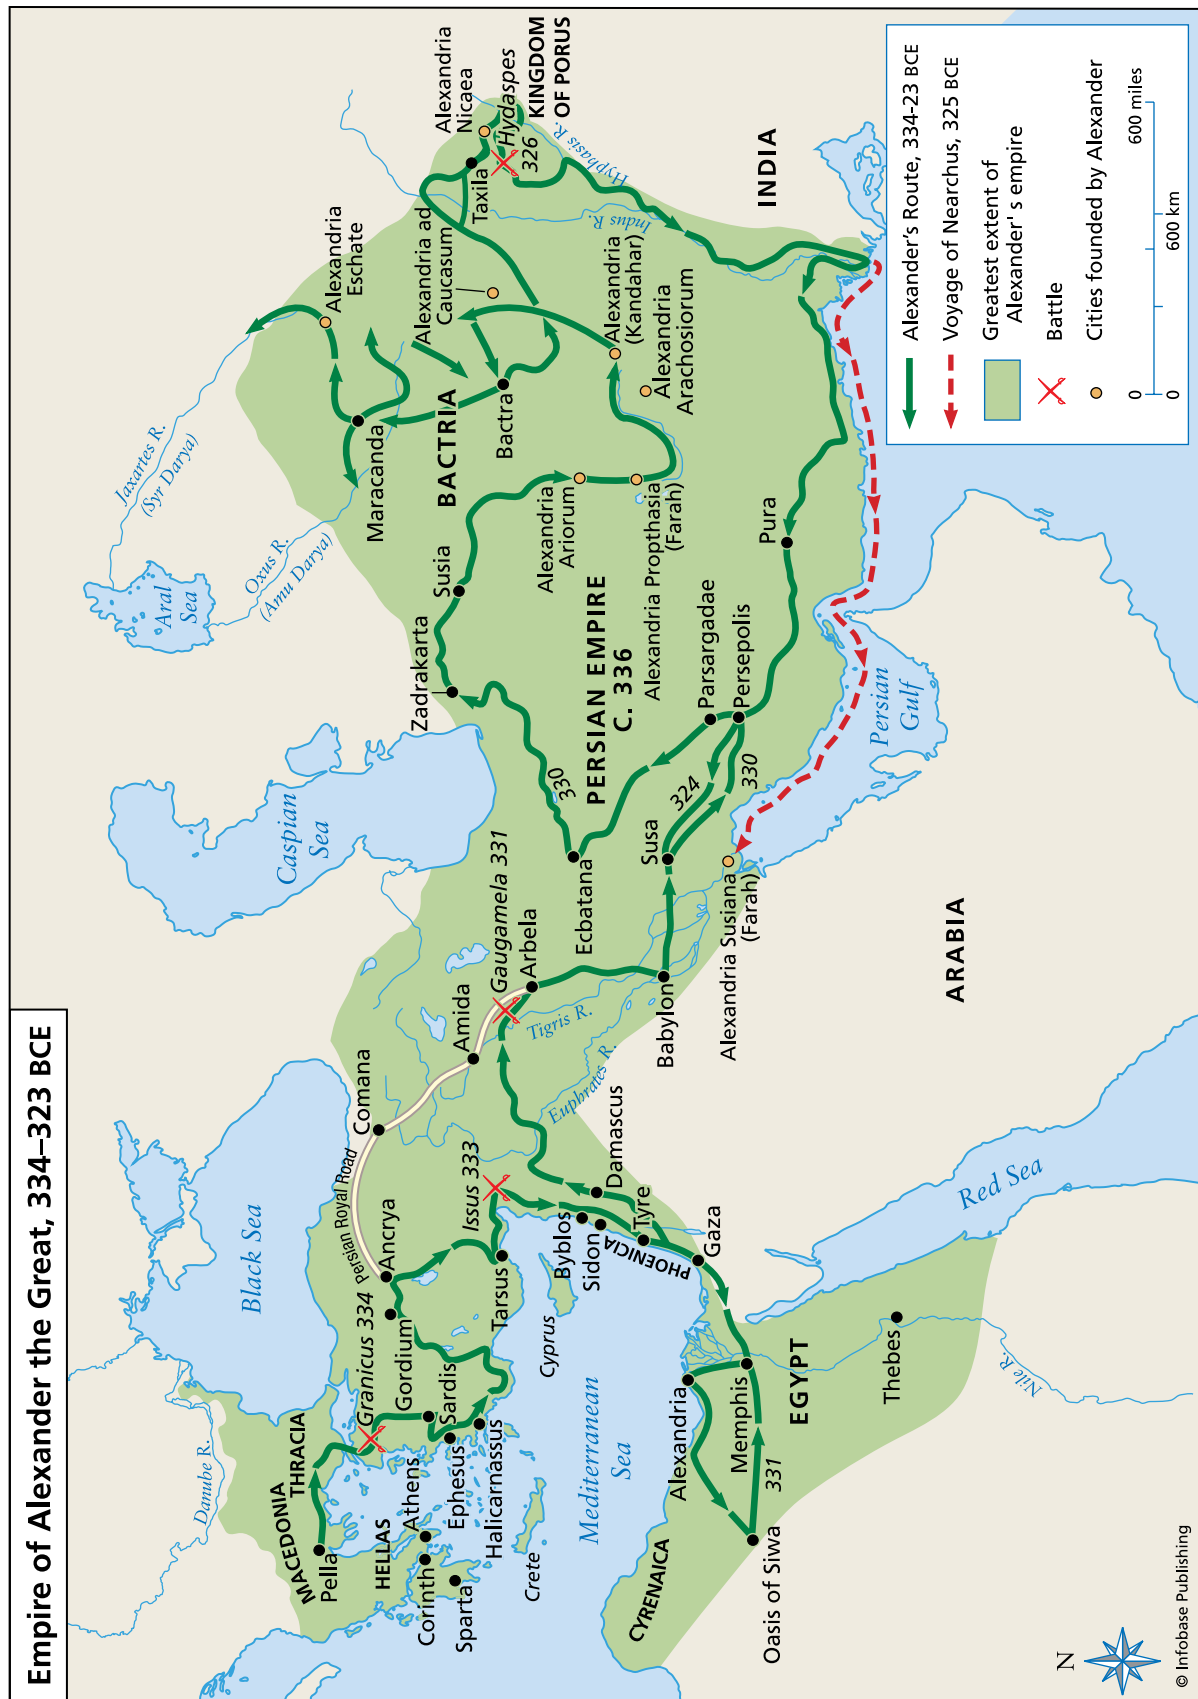 Empire of Alexander the Great, 334–323 BCE
Danube R.
Black Sea
Caspian
Sea
Aral
Sea
Jaxartes R.
(Syr Darya)
Oxus R.
(Amu Darya)
MACEDONIA
THRACIA
Pella
HELLAS
Athens
Corinth
Sparta
Crete
Granicus 334
Gordium
Sardis
Ephesus
Halicarnassus
Ancrya
Persian Royal Road
Comana
Amida
Tarsus
Issus 333
Cyprus
Mediterranean
Sea
Byblos
Sidon
PHOENICIA
Tyre
Damascus
Gaza
Euphrates R.
Tigris R.
Gaugamela 331
Arbela
Babylon
Ecbatana
Susa
324
330
330
Alexandria Susiana
(Farah)
Parsargadae
Persepolis
PERSIAN EMPIRE
C. 336
Zadrakarta
Susia
Alexandria
Ariorum
Alexandria Propthasia
(Farah)
Pura
BACTRIA
Bactra
Maracanda
Alexandria
Eschate
Alexandria ad
Caucasum
Alexandria
(Kandahar)
Alexandria
Arachosiorum
Taxila
Alexandria
Nicaea
Hydaspes
326
KINGDOM
OF PORUS
Hyphasis R.
Indus R.
INDIA
Persian
Gulf
ARABIA
Red Sea
CYRENAICA
Alexandria
Memphis
331
Oasis of Siwa
EGYPT
Thebes
Nile R.
Alexander's Route, 334-23 BCE
Voyage of Nearchus, 325 BCE
Greatest extent of
Alexander' s empire
Battle
Cities founded by Alexander
0
600 miles
0
600 km
N
© Infobase Publishing